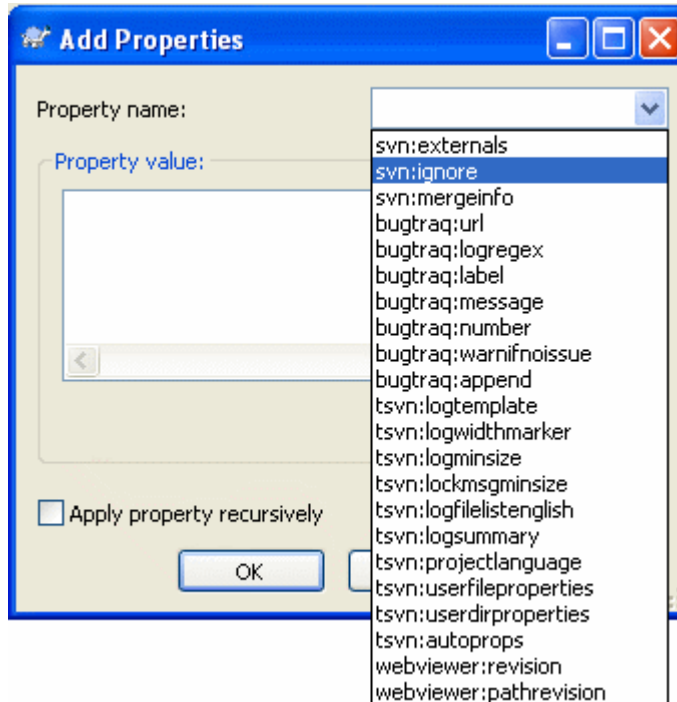 Add Properties
Property name:
Property value:
svn:externals
svn:ignore
svn:mergeinfo
bugtraq:url
bugtraq:logregex
bugtraq:label
bugtraq:message
bugtraq:number
bugtraq:warnifnoissue
bugtraq:append
tsvn:logtemplate
tsvn:logwidthmarker
tsvn:logminsize
tsvn:lockmsgminsize
tsvn:logfilelistenglish
tsvn:logsummary
tsvn:projectlanguage
tsvn:userfileproperties
tsvn:userdirproperties
tsvn:autoprops
webviewer:revision
webviewer:pathrevision
Apply property recursively
OK